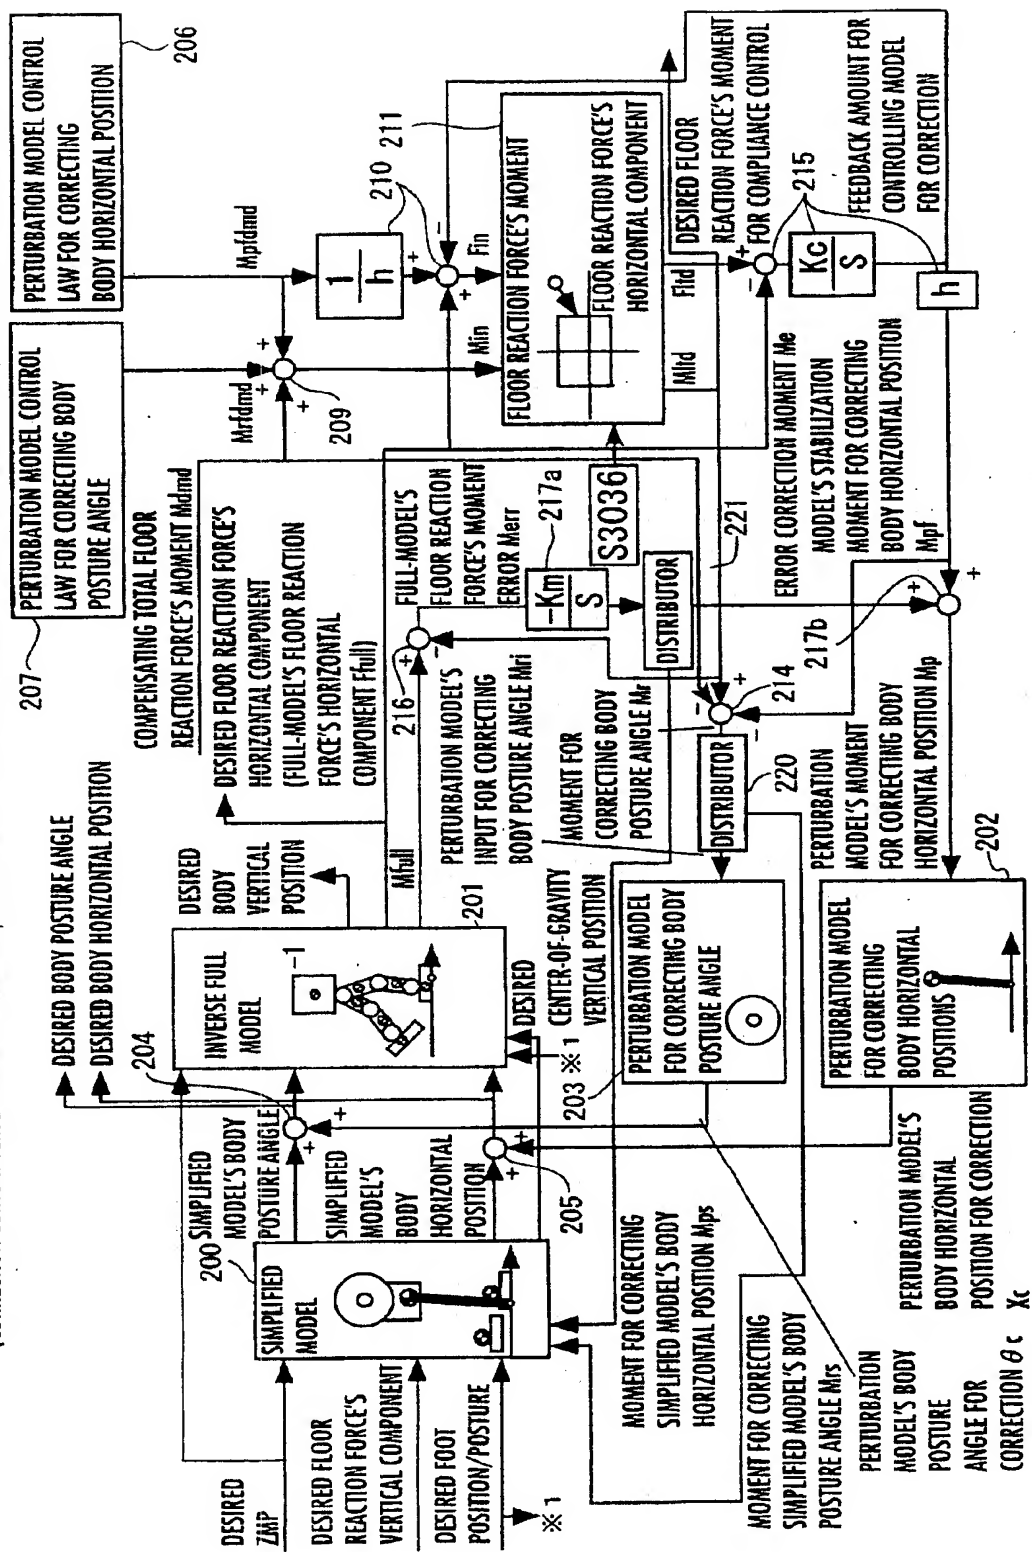 PERTURBATION MODEL CONTROL
LAW FOR CORRECTING
BODY HORIZONTAL POSITION
206
PERTURBATION MODEL CONTROL
LAW FOR CORRECTING BODY
POSTURE ANGLE
207
COMPENSATING TOTAL FLOOR
REACTION FORCE'S MOMENT Mdmd
Mrfdmd
Mpfdmd
+
+
+
209
1
h
210
+
-
+
Min
Fin
211
FLOOR REACTION FORCE'S MOMENT
FLOOR REACTION FORCE'S
HORIZONTAL COMPONENT
S3036
Mltd
Fltd
DESIRED FLOOR
REACTION FORCE'S MOMENT
FOR COMPLIANCE CONTROL
+
-
215
Kc
S
h
FEEDBACK AMOUNT FOR
CONTROLLING MODEL
FOR CORRECTION
DESIRED BODY POSTURE ANGLE
DESIRED BODY HORIZONTAL POSITION
DESIRED
BODY
VERTICAL
POSITION
DESIRED FLOOR REACTION FORCE'S
HORIZONTAL COMPONENT
(FULL-MODEL'S FLOOR REACTION
FORCE'S HORIZONTAL
COMPONENT Ffull)
Mfull
216
+
-
FULL-MODEL'S
FLOOR REACTION
FORCE'S MOMENT
ERROR Merr
217a
-Km
S
DISTRIBUTOR
221
ERROR CORRECTION MOMENT Me
MODEL'S STABILIZATION
MOMENT FOR CORRECTING
BODY HORIZONTAL POSITION
Mpf
217b
+
+
PERTURBATION MODEL'S
INPUT FOR CORRECTING
BODY POSTURE ANGLE Mri
MOMENT FOR
CORRECTING BODY
POSTURE ANGLE Mr
-
+
-
214
DISTRIBUTOR
220
PERTURBATION
MODEL'S MOMENT
FOR CORRECTING BODY
HORIZONTAL POSITION Mp
204
INVERSE FULL
MODEL
-1
201
DESIRED
CENTER-OF-GRAVITY
VERTICAL POSITION
※1
203
PERTURBATION MODEL
FOR CORRECTING BODY
POSTURE ANGLE
202
PERTURBATION MODEL
FOR CORRECTING
BODY HORIZONTAL
POSITIONS
SIMPLIFIED
MODEL'S BODY
POSTURE ANGLE
+
+
SIMPLIFIED
MODEL'S
BODY
HORIZONTAL
POSITION
+
+
205
200
SIMPLIFIED
MODEL
DESIRED
ZMP
DESIRED FLOOR
REACTION FORCE'S
VERTICAL COMPONENT
DESIRED FOOT
POSITION/POSTURE
※1
MOMENT FOR CORRECTING
SIMPLIFIED MODEL'S BODY
HORIZONTAL POSITION Mps
MOMENT FOR CORRECTING
SIMPLIFIED MODEL'S BODY
POSTURE ANGLE Mrs
PERTURBATION
MODEL'S BODY
POSTURE
ANGLE FOR
CORRECTION θc
PERTURBATION MODEL'S
BODY HORIZONTAL
POSITION FOR CORRECTION
Xc